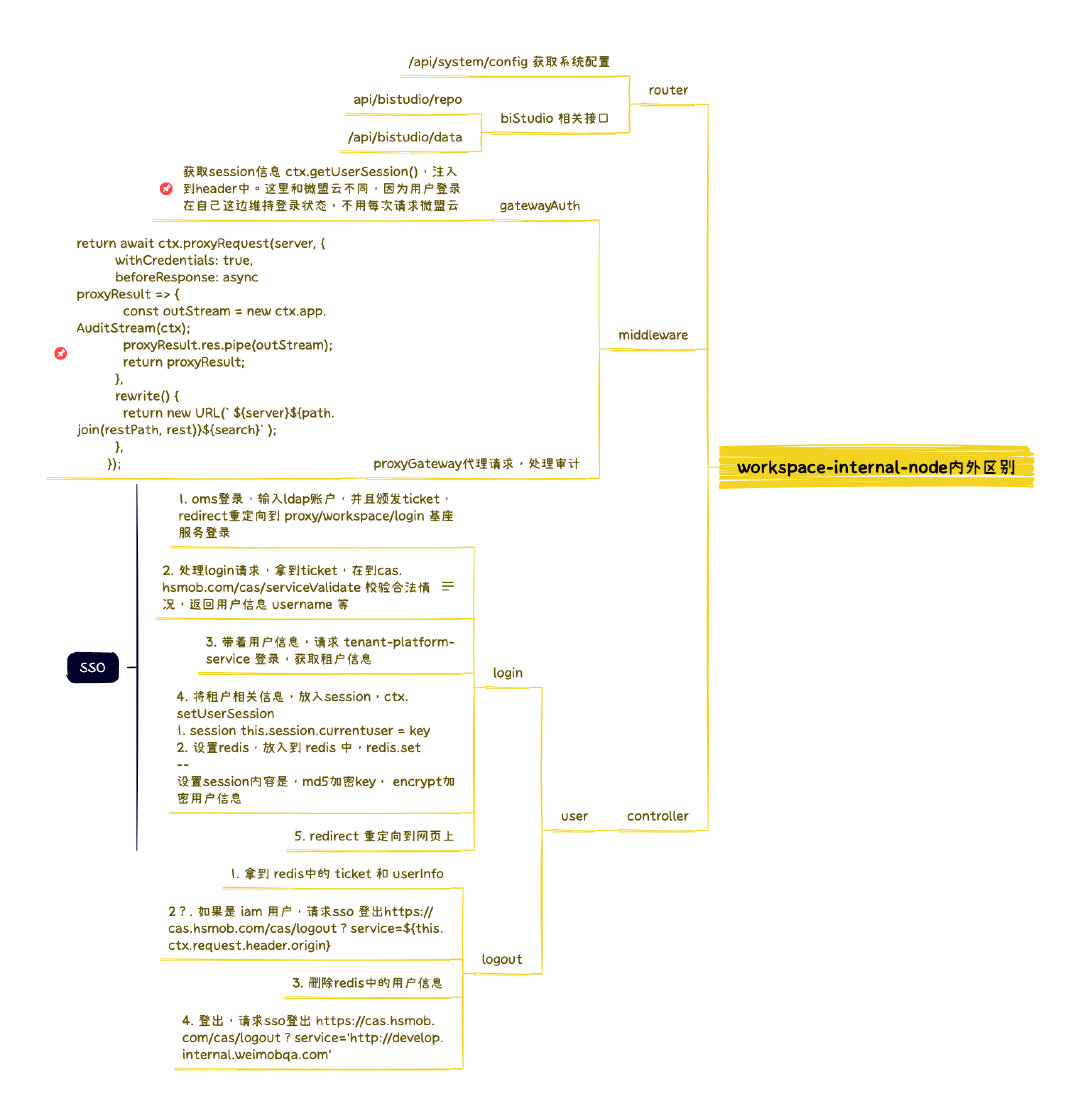 /api/system/config 获取系统配置
router
api/bistudio/repo
biStudio 相关接口
/api/bistudio/data
获取session信息 ctx.getUserSession()，注入
到header中。这里和微盟云不同，因为用户登录
在自己这边维持登录状态，不用每次请求微盟云
gatewayAuth
return await ctx.proxyRequest(server, {
withCredentials: true,
beforeResponse: async
proxyResult => {
const outStream = new ctx.app.
AuditStream(ctx);
proxyResult.res.pipe(outStream);
return proxyResult;
},
rewrite() {
return new URL(`${server}${path.
join(restPath, rest)}${search}`);
},
});
proxyGateway代理请求，处理审计
middleware
workspace-internal-node内外区别
1. oms登录，输入ldap账户，并且颁发ticket，
redirect重定向到 proxy/workspace/login 基座
服务登录
2. 处理login请求，拿到ticket，在到cas.
hsmob.com/cas/serviceValidate 校验合法情
况，返回用户信息 username 等
3. 带着用户信息，请求 tenant-platform-
service 登录，获取租户信息
SSO
login
4. 将租户相关信息，放入session，ctx.
setUserSession
1. session this.session.currentuser = key
2. 设置redis，放入到 redis 中，redis.set
--
设置session内容是，md5加密key， encrypt加
密用户信息
5. redirect 重定向到网页上
user
controller
1. 拿到 redis中的 ticket 和 userInfo
2？. 如果是 iam 用户，请求sso 登出https://
cas.hsmob.com/cas/logout？service=${this.
ctx.request.header.origin}
logout
3. 删除redis中的用户信息
4. 登出，请求sso登出 https://cas.hsmob.
com/cas/logout？service='http://develop.
internal.weimobqa.com'